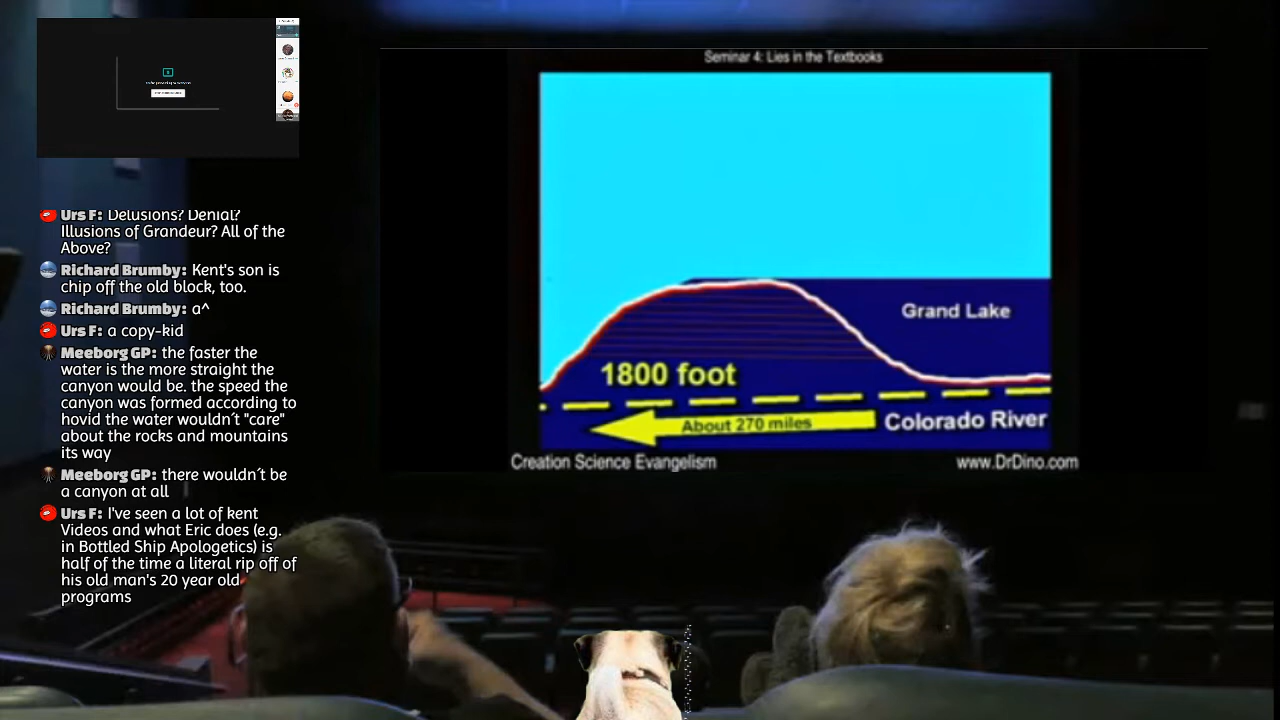 Seminar 4: Lies in the Textbooks
Grand Lake
1800 foot
About 270 miles
Colorado River
Creation Science Evangelism
www.DrDino.com
Urs F: Delusions? Denial?
Illusions of Grandeur? All of the
Above?
Richard Brumby: Kent's son is
chip off the old block, too.
Richard Brumby: a^
Urs F: a copy-kid
Meeborg GP: the faster the
water is the more straight the
canyon would be. the speed the
canyon was formed according to
hovid the water wouldn´t "care"
about the rocks and mountains
its way
Meeborg GP: there wouldn´t be
a canyon at all
Urs F: I've seen a lot of kent
Videos and what Eric does (e.g.
in Bottled Ship Apologetics) is
half of the time a literal rip off of
his old man's 20 year old
programs